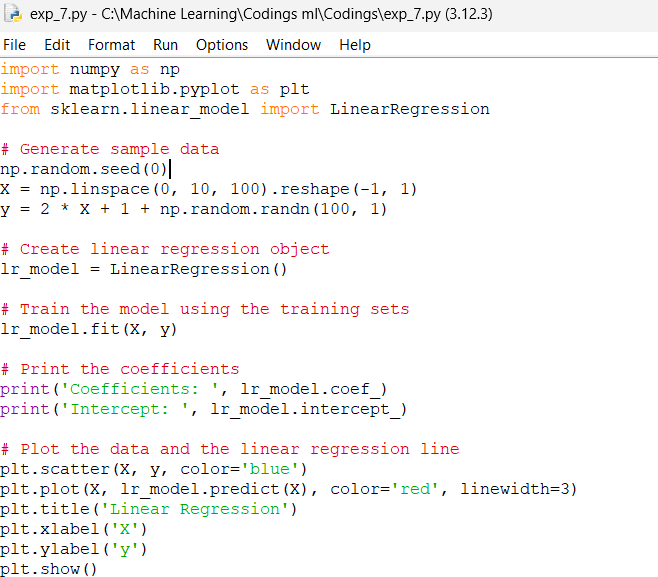 exp_7.py - C:\Machine Learning\Codings ml\Codings\exp_7.py (3.12.3)
File Edit Format Run Options Window Help
import numpy as np
import matplotlib.pyplot as plt
from sklearn.linear_model import LinearRegression

# Generate sample data
np.random.seed(0)
X = np.linspace(0, 10, 100).reshape(-1, 1)
y = 2 * X + 1 + np.random.randn(100, 1)

# Create linear regression object
lr_model = LinearRegression()

# Train the model using the training sets
lr_model.fit(X, y)

# Print the coefficients
print('Coefficients: ', lr_model.coef_)
print('Intercept: ', lr_model.intercept_)

# Plot the data and the linear regression line
plt.scatter(X, y, color='blue')
plt.plot(X, lr_model.predict(X), color='red', linewidth=3)
plt.title('Linear Regression')
plt.xlabel('X')
plt.ylabel('y')
plt.show()